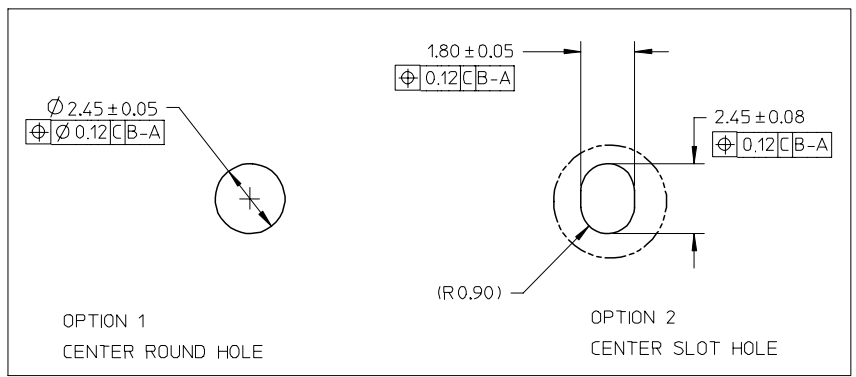 ⌀2.45±0.05
⌖ ⌀0.12 C B-A
OPTION 1
CENTER ROUND HOLE
1.80±0.05
⌖ 0.12 C B-A
2.45±0.08
⌖ 0.12 C B-A
(R0.90)
OPTION 2
CENTER SLOT HOLE